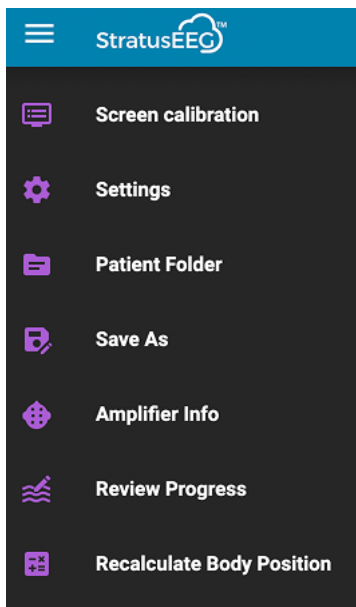 StratusEEG™
Screen calibration
Settings
Patient Folder
Save As
Amplifier Info
Review Progress
Recalculate Body Position